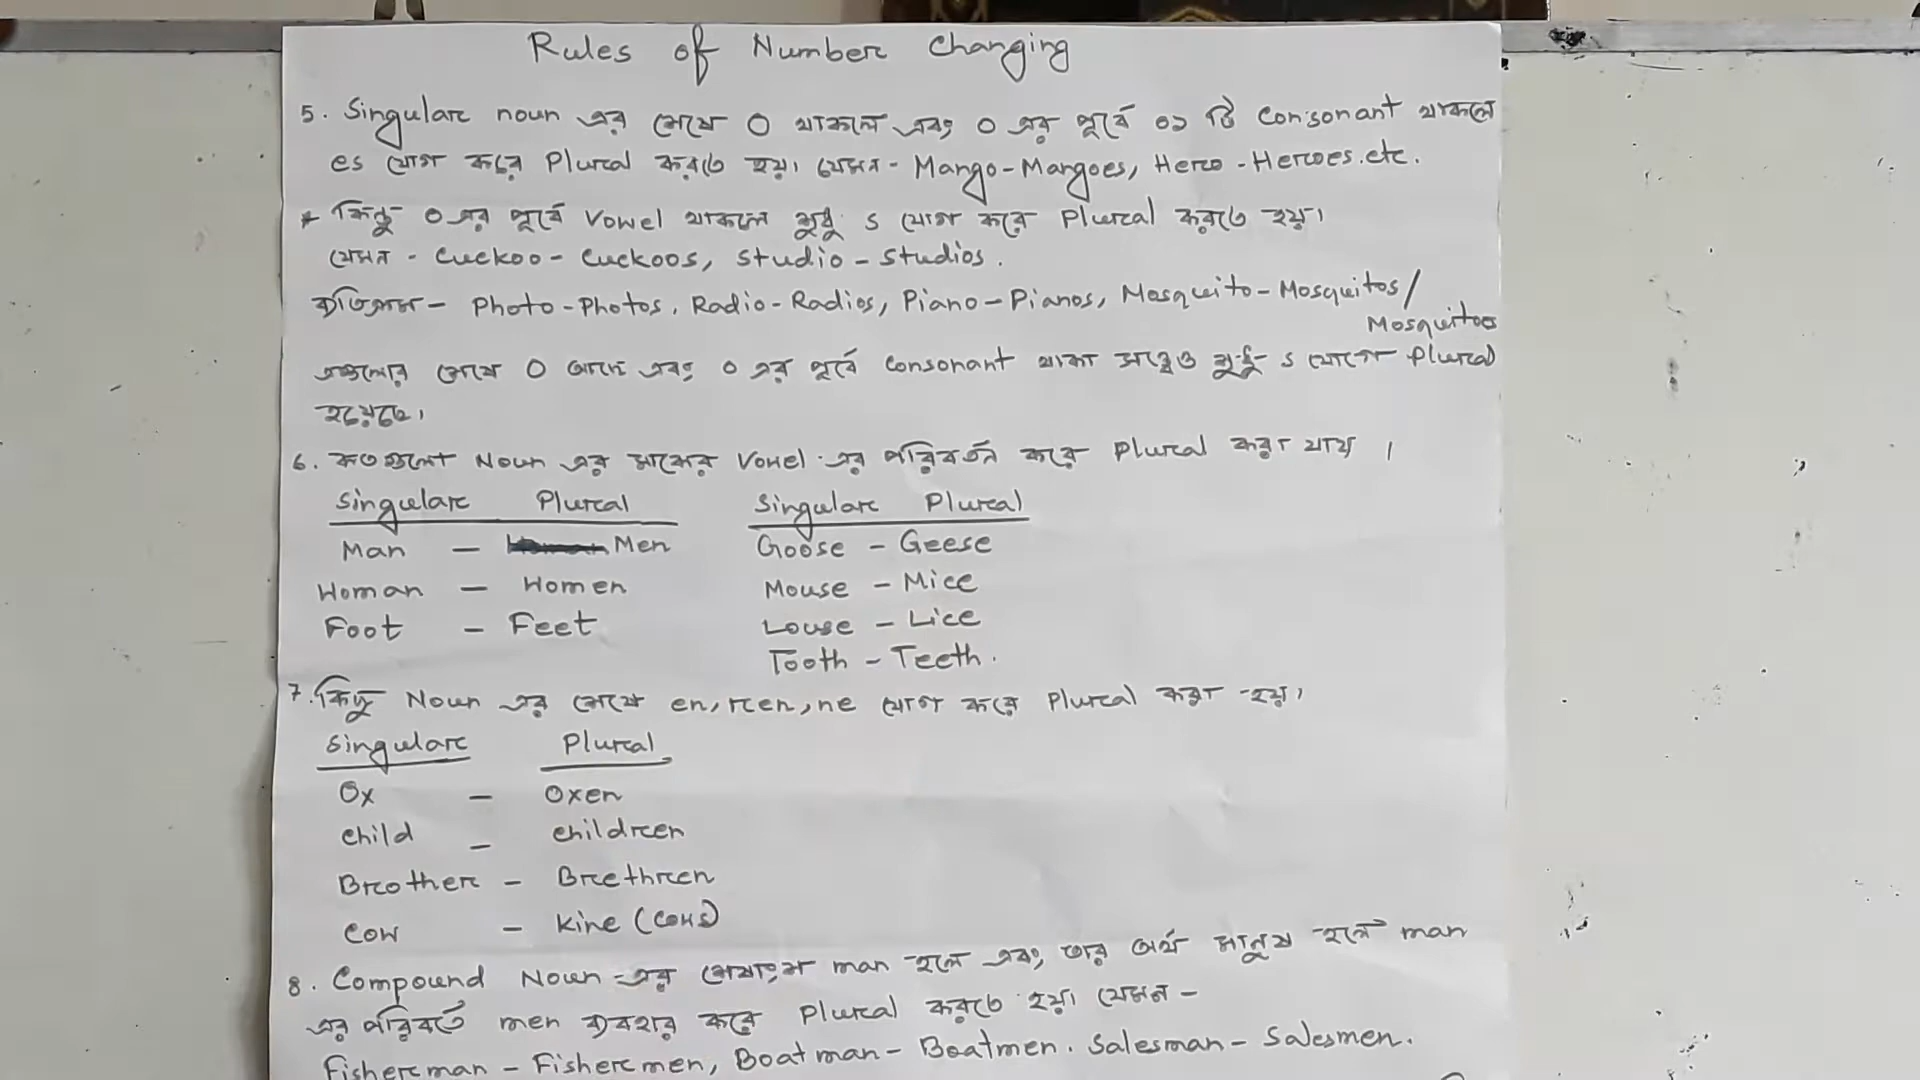 Rules of Number Changing
5. Singular noun এর শেষে O থাকলে এবং O এর পূর্বে ০১ টি Consonant থাকলে
es যোগ করে Plural করতে হয়। যেমন - Mango-Mangoes, Hero-Heroes.etc.
* কিন্তু O এর পূর্বে Vowel থাকলে শুধু s যোগ করে Plural করতে হয়।
যেমন - Cuckoo-Cuckoos, Studio-Studios.
ব্যতিক্রম- Photo-Photos, Radio-Radios, Piano-Pianos, Mosquito-Mosquitos/
Mosquitoes
এগুলোর শেষে O আছে এবং O এর পূর্বে Consonant থাকা সত্ত্বেও শুধু s যোগে Plural
হয়েছে।
6. কতগুলো Noun এর মাঝের Vowel এর পরিবর্তন করে Plural করা যায়।
Singular Plural Singular Plural
Man - Men Goose - Geese
Woman - Women Mouse - Mice
Foot - Feet Louse - Lice
Tooth - Teeth.
7. কিছু Noun এর শেষে en, ren, ne যোগ করে Plural করা হয়।
Singular Plural
Ox - Oxen
Child - Children
Brother - Brethren
Cow - Kine (Cows)
8. Compound Noun-এর শেষাংশ man হলে এবং তার অর্থ মানুষ হলে man
এর পরিবর্তে men ব্যবহার করে Plural করতে হয়। যেমন -
Fisherman - Fishermen, Boatman - Boatmen. Salesman - Salesmen.